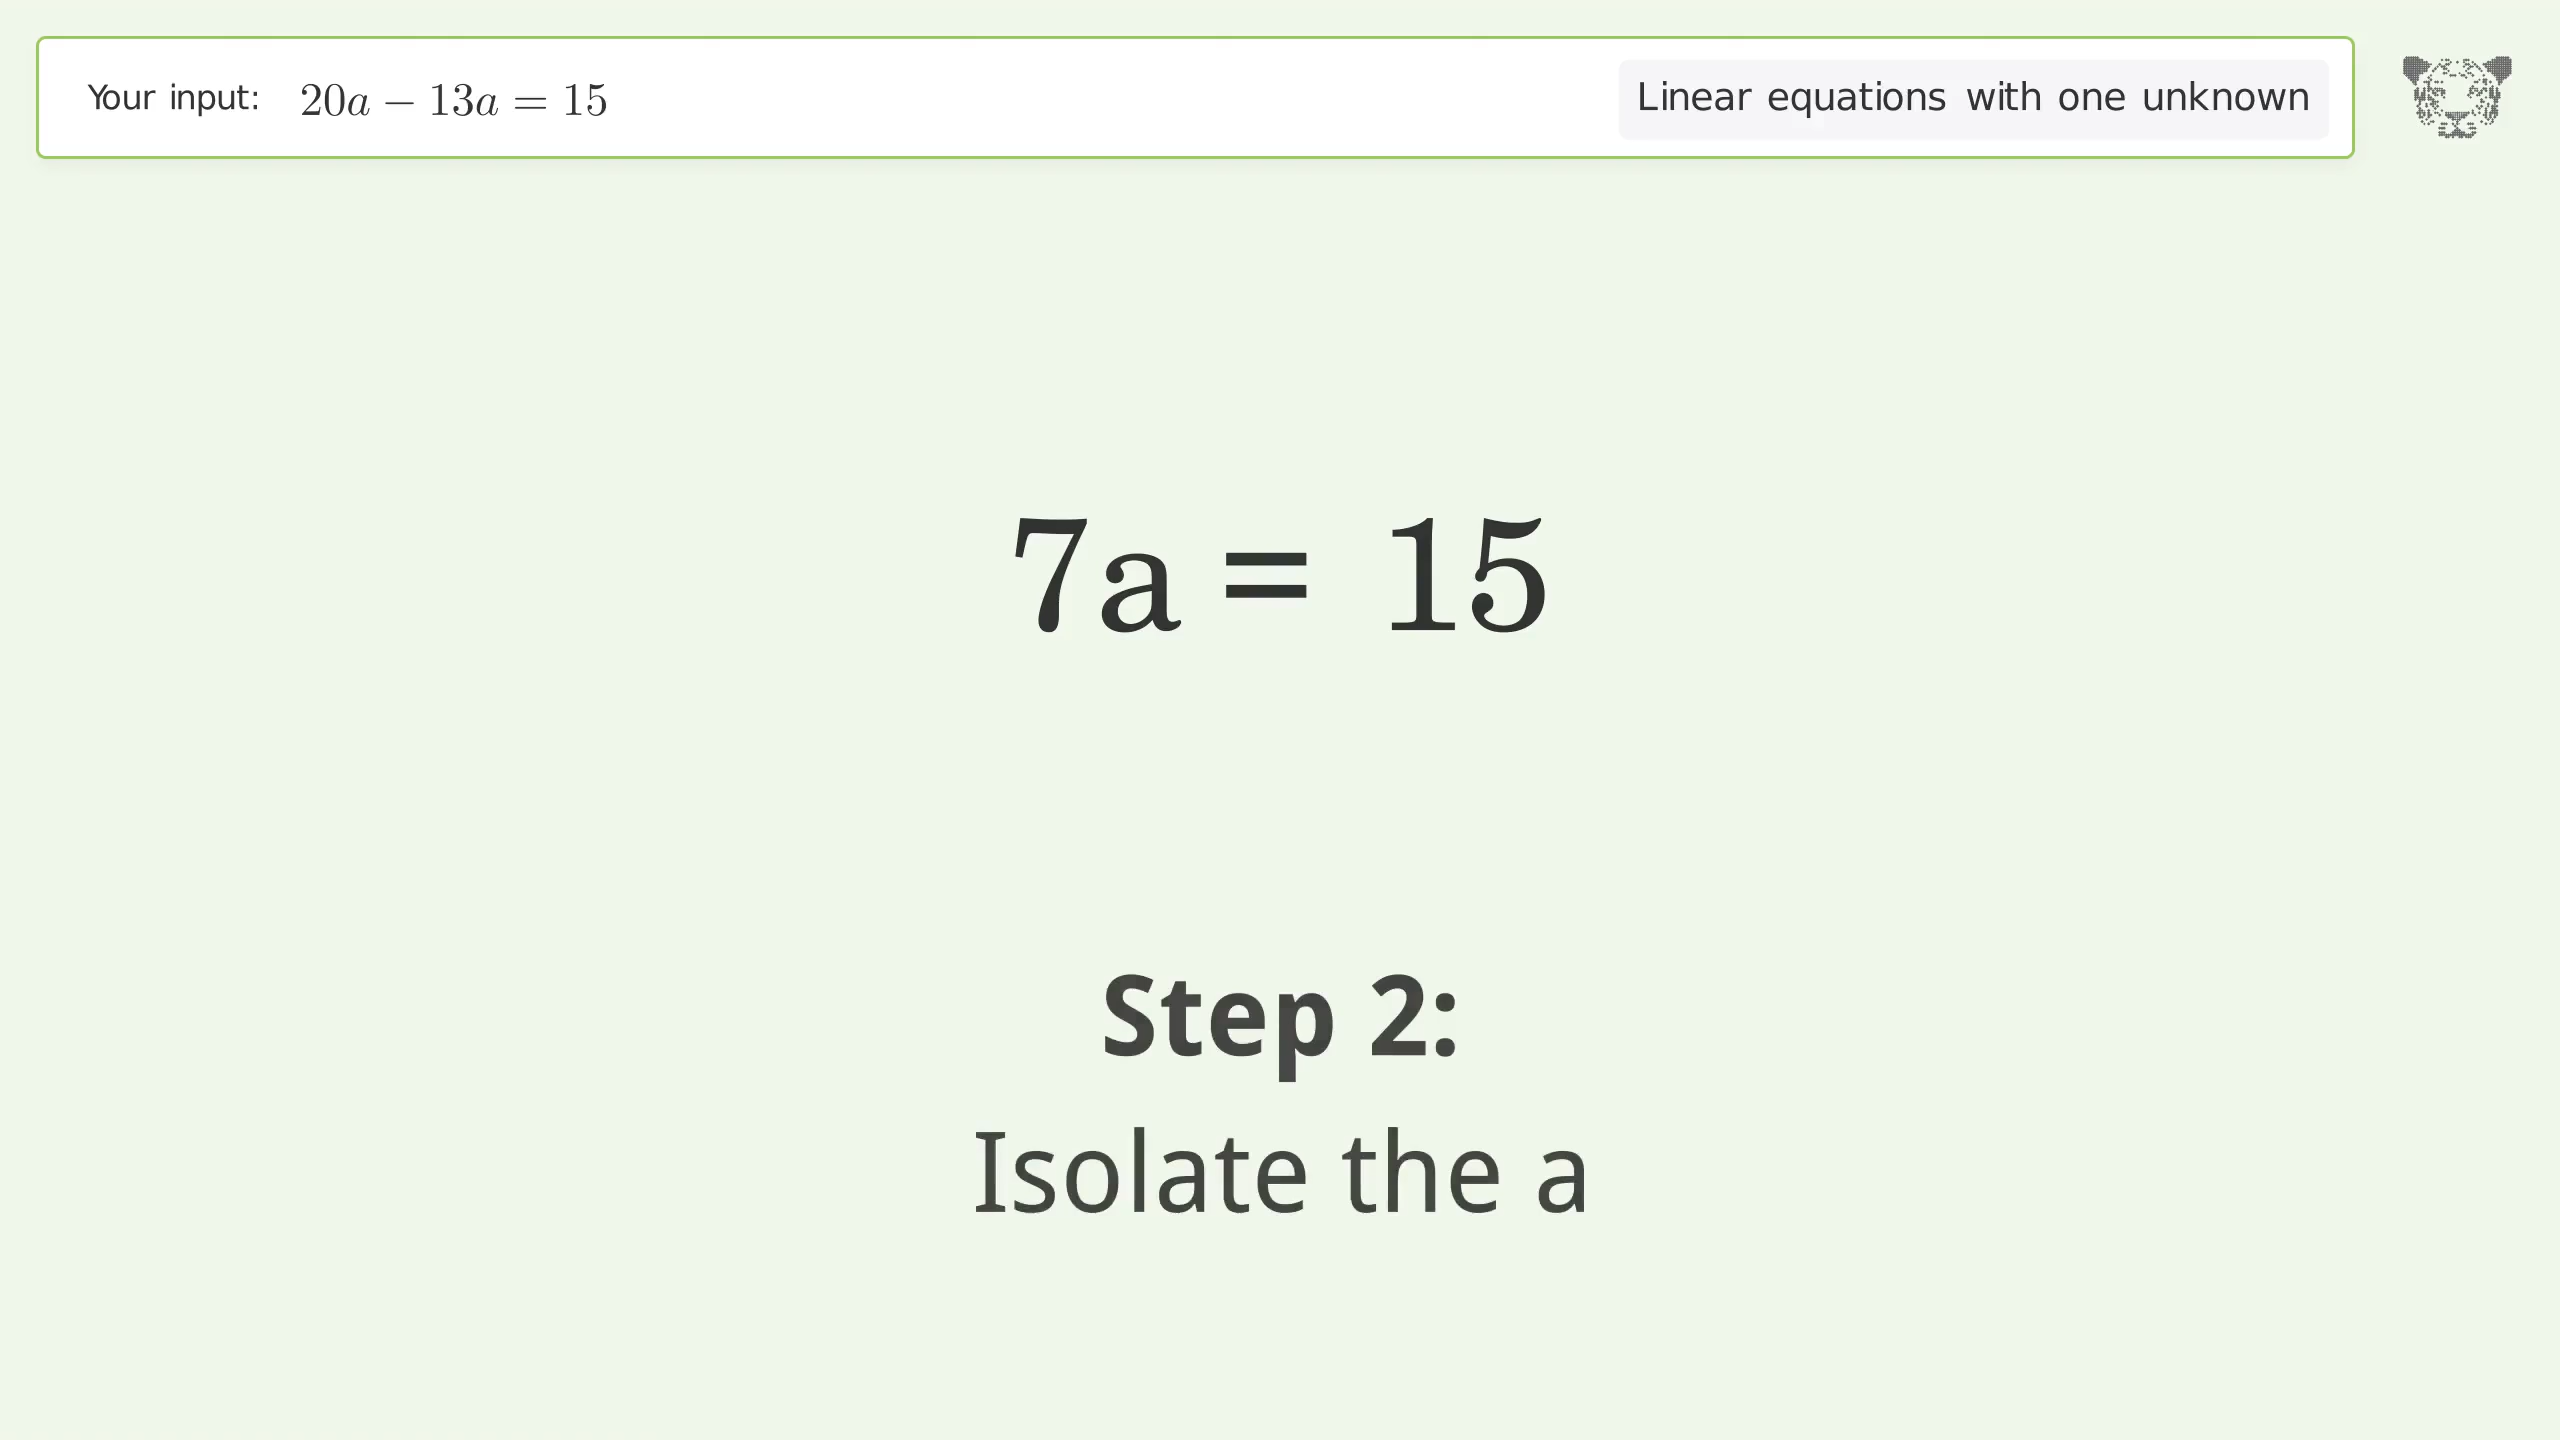 Your input: 20a − 13a = 15
Linear equations with one unknown
7a = 15
Step 2:
Isolate the a